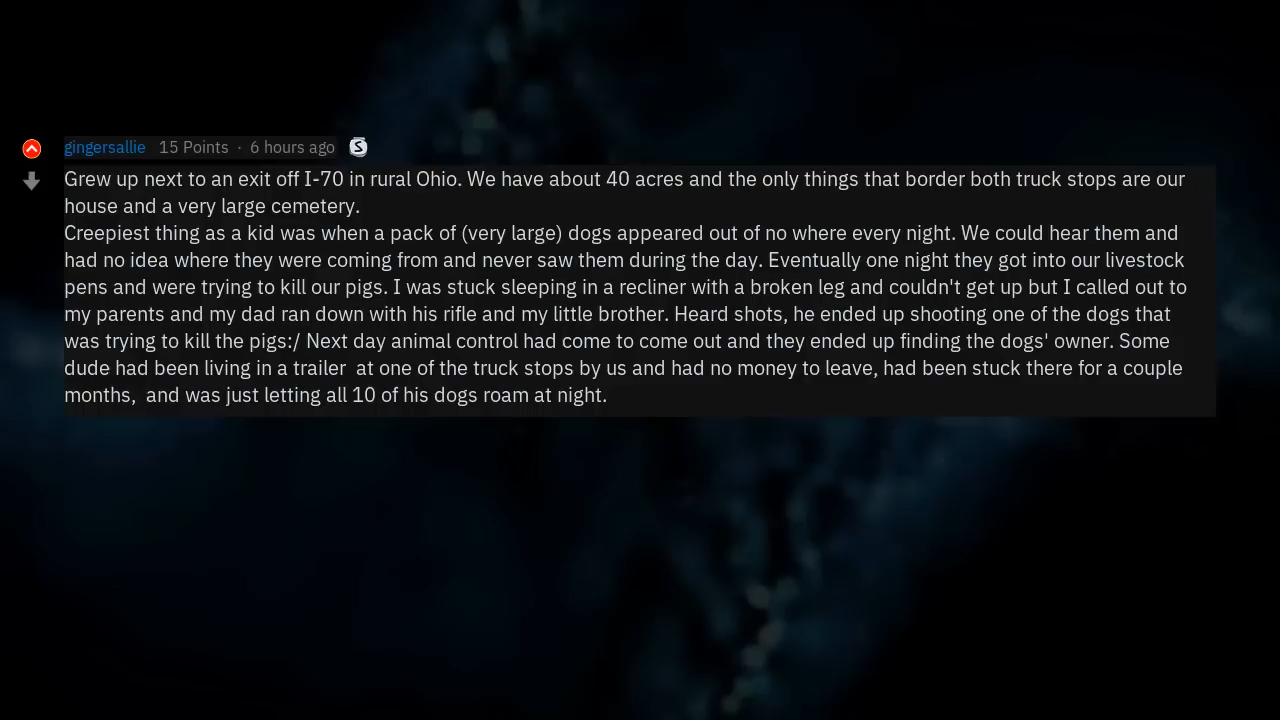 gingersallie 15 Points · 6 hours ago
Grew up next to an exit off I-70 in rural Ohio. We have about 40 acres and the only things that border both truck stops are our
house and a very large cemetery.
Creepiest thing as a kid was when a pack of (very large) dogs appeared out of no where every night. We could hear them and
had no idea where they were coming from and never saw them during the day. Eventually one night they got into our livestock
pens and were trying to kill our pigs. I was stuck sleeping in a recliner with a broken leg and couldn't get up but I called out to
my parents and my dad ran down with his rifle and my little brother. Heard shots, he ended up shooting one of the dogs that
was trying to kill the pigs:/ Next day animal control had come to come out and they ended up finding the dogs' owner. Some
dude had been living in a trailer  at one of the truck stops by us and had no money to leave, had been stuck there for a couple
months,  and was just letting all 10 of his dogs roam at night.